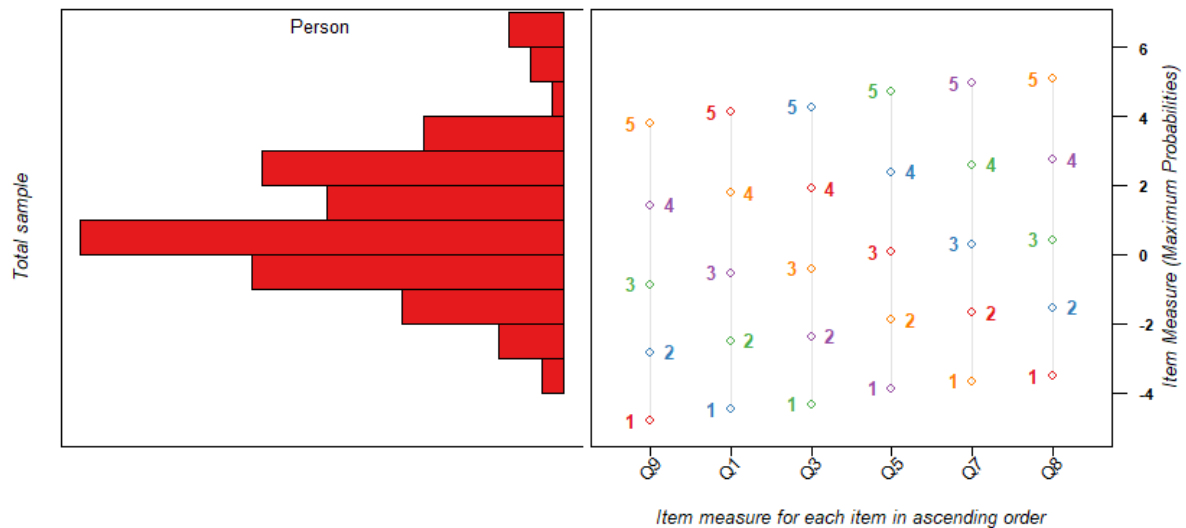 Person
Total sample
5 5 5 5 5 5
4 4 4 4 4 4
3 3 3 3 3 3
2 2 2 2 2 2
1 1 1 1 1 1
6
4
2
0
-2
-4
Item Measure (Maximum Probabilities)
Q9 Q1 Q3 Q5 Q7 Q8
Item measure for each item in ascending order